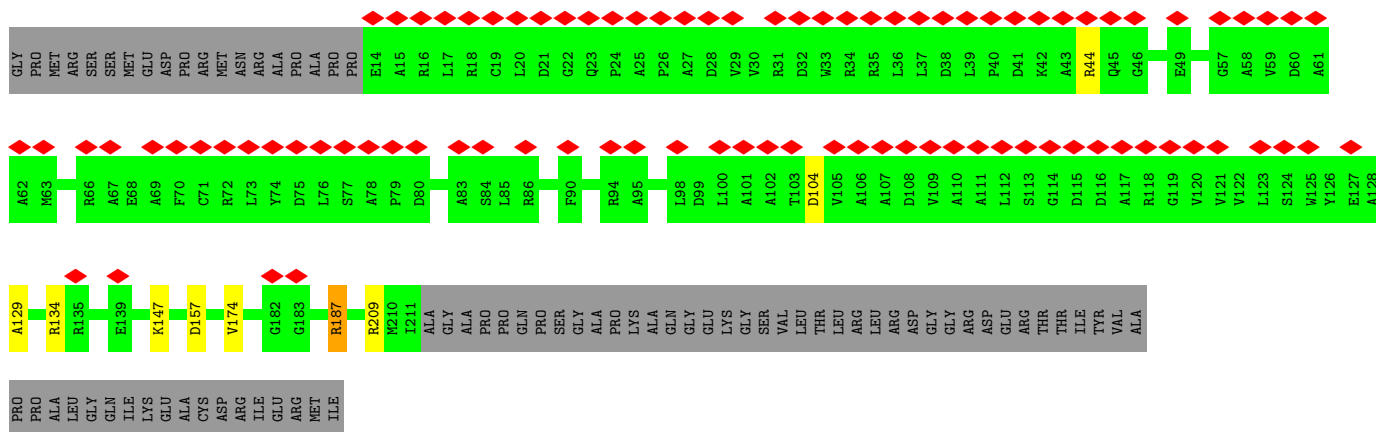 GLY PRO MET ARG SER SER MET GLU ASP PRO ARG MET ASN ARG ALA PRO ALA PRO PRO E14 A15 R16 L17 R18 C19 L20 D21 G22 Q23 P24 A25 P26 A27 D28 V29 V30 R31 D32 W33 R34 R35 L36 L37 D38 L39 P40 D41 K42 A43 R44 Q45 G46 E49 G57 A58 V59 D60 A61
A62 M63 R66 A67 E68 A69 F70 C71 R72 L73 Y74 D75 L76 S77 A78 P79 D80 A83 S84 L85 R86 F90 R94 A95 L98 D99 L100 A101 A102 T103 D104 V105 A106 A107 D108 V109 A110 A111 L112 S113 G114 D115 D116 A117 R118 G119 V120 V121 V122 L123 S124 W125 Y126 E127 A128
A129 R134 R135 E139 K147 D157 V174 G182 G183 R187 R209 M210 I211 ALA GLY ALA PRO PRO GLN PRO SER GLY ALA PRO LYS ALA GLN GLY GLU LYS GLY SER VAL LEU THR LEU ARG LEU ARG ASP GLY GLY ARG ASP GLU ARG THR THR ILE TYR VAL ALA
PRO PRO ALA LEU GLY GLN ILE LYS GLU ALA CYS ASP ARG ILE GLU ARG MET ILE